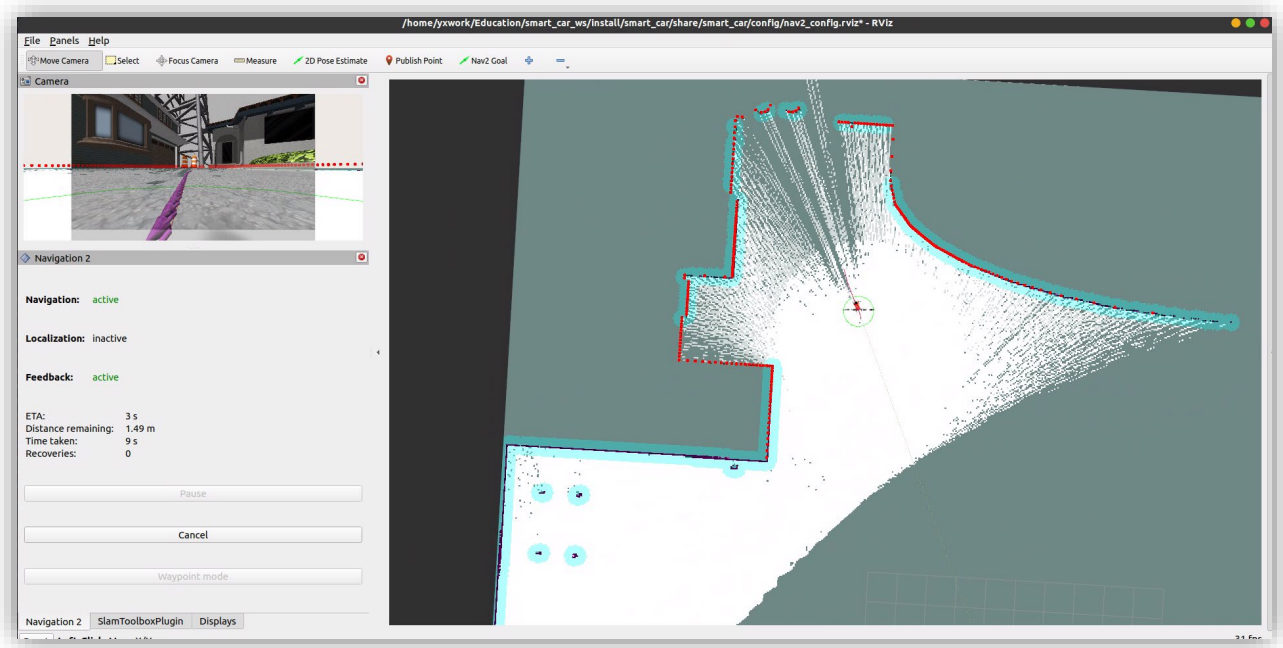 /home/yxwork/Education/smart_car_ws/install/smart_car/share/smart_car/config/nav2_config.rviz* - RViz
File Panels Help
Move Camera Select Focus Camera Measure 2D Pose Estimate Publish Point Nav2 Goal
Camera
Navigation 2
Navigation: active
Localization: inactive
Feedback: active
ETA: 3 s
Distance remaining: 1.49 m
Time taken: 9 s
Recoveries: 0
Pause
Cancel
Waypoint mode
Navigation 2 SlamToolboxPlugin Displays
31 fps